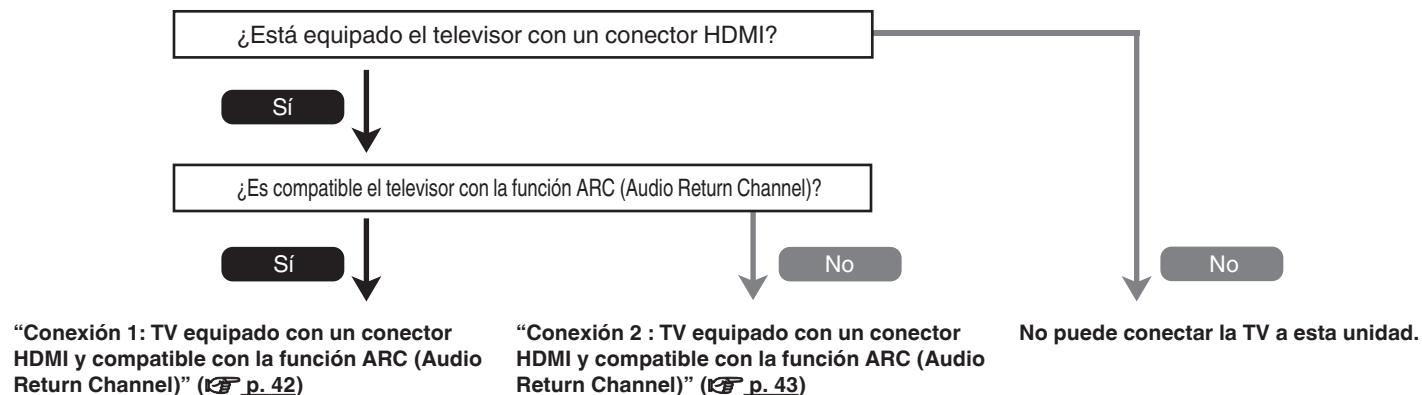 ¿Está equipado el televisor con un conector HDMI?
Sí
¿Es compatible el televisor con la función ARC (Audio Return Channel)?
Sí
No
No
“Conexión 1: TV equipado con un conector
HDMI y compatible con la función ARC (Audio
Return Channel)” (☞ p. 42)
“Conexión 2 : TV equipado con un conector
HDMI y compatible con la función ARC (Audio
Return Channel)” (☞ p. 43)
No puede conectar la TV a esta unidad.